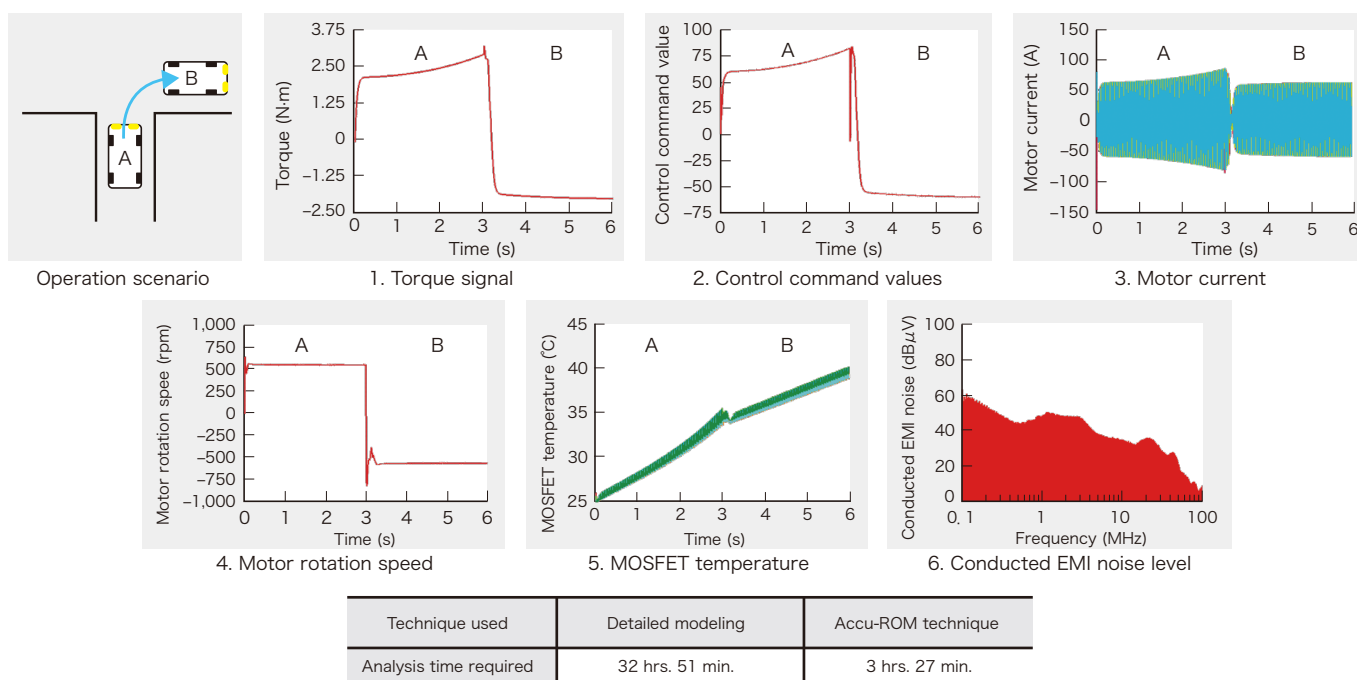 B
A
Operation scenario
Torque (N·m)
3.75
2.50
1.25
0
–1.25
–2.50
A
B
0 1 2 3 4 5 6
Time (s)
1. Torque signal
Control command value
100
75
50
25
0
–25
–50
–75
A
B
0 1 2 3 4 5 6
Time (s)
2. Control command values
Motor current (A)
150
100
50
0
–50
–100
–150
A
B
0 1 2 3 4 5 6
Time (s)
3. Motor current
Motor rotation spee (rpm)
1,000
750
500
250
0
–250
–500
–750
–1,000
A
B
0 1 2 3 4 5 6
Time (s)
4. Motor rotation speed
MOSFET temperature (℃)
45
40
35
30
25
A
B
0 1 2 3 4 5 6
Time (s)
5. MOSFET temperature
Conducted EMI noise (dBμV)
100
80
60
40
20
0
0.1 1 10 100
Frequency (MHz)
6. Conducted EMI noise level
Technique used Detailed modeling Accu-ROM technique
Analysis time required 32 hrs. 51 min. 3 hrs. 27 min.